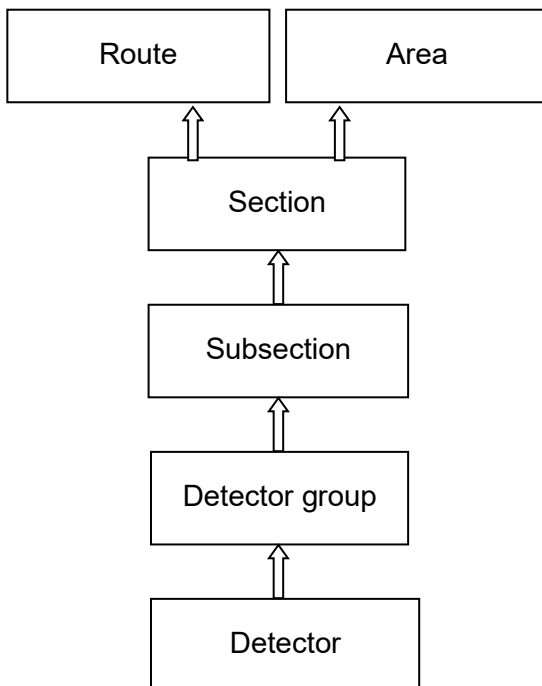 Route
Area
Section
Subsection
Detector group
Detector